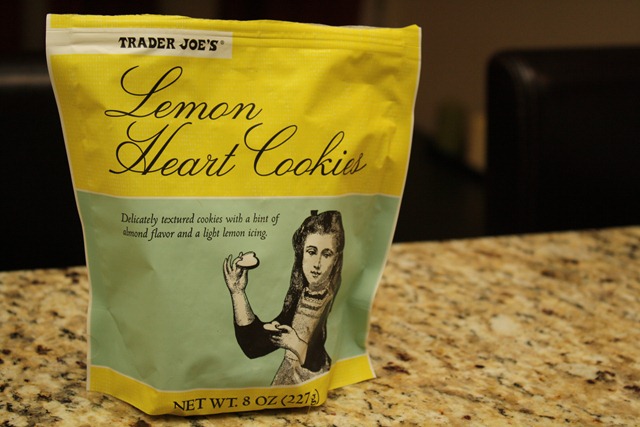 TRADER JOE'S®
Lemon
Heart Cookies
Delicately textured cookies with a hint of
almond flavor and a light lemon icing.
NET WT. 8 OZ (227g)